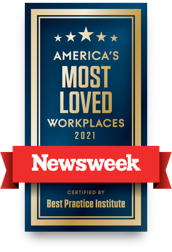 AMERICA'S
MOST
LOVED
WORKPLACES
2021
Newsweek
CERTIFIED BY
Best Practice Institute